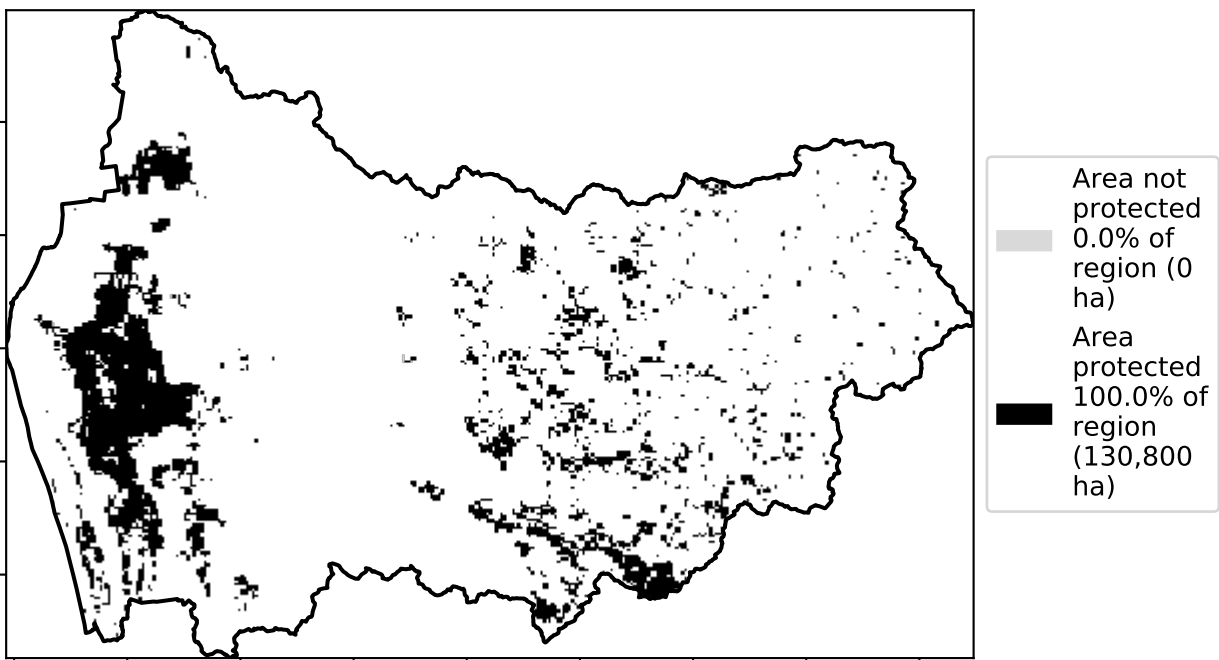 Area not
protected
0.0% of
region (0
ha)
Area
protected
100.0% of
region
(130,800
ha)